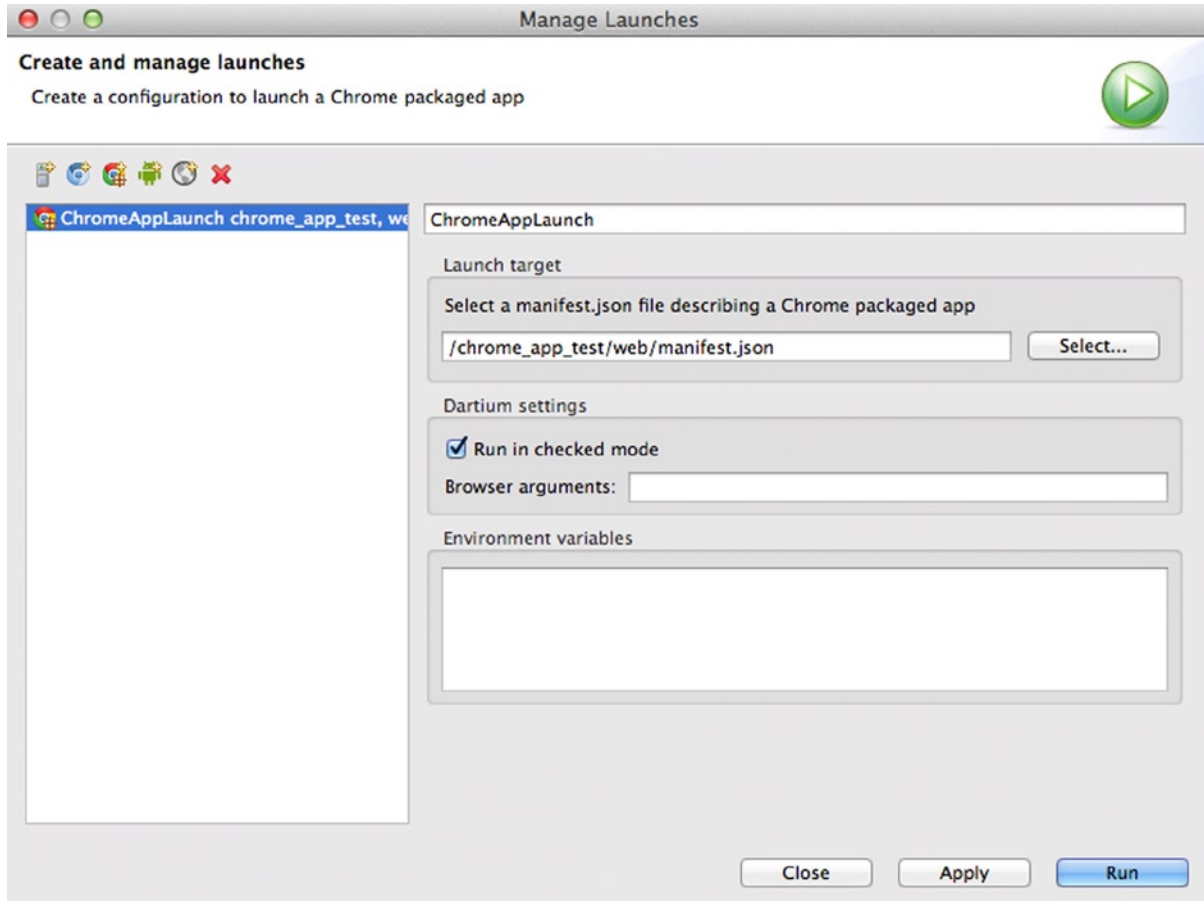 Manage Launches
Create and manage launches
Create a configuration to launch a Chrome packaged app
ChromeAppLaunch chrome_app_test, we
ChromeAppLaunch
Launch target
Select a manifest.json file describing a Chrome packaged app
/chrome_app_test/web/manifest.json
Select...
Dartium settings
Run in checked mode
Browser arguments:
Environment variables
Close
Apply
Run